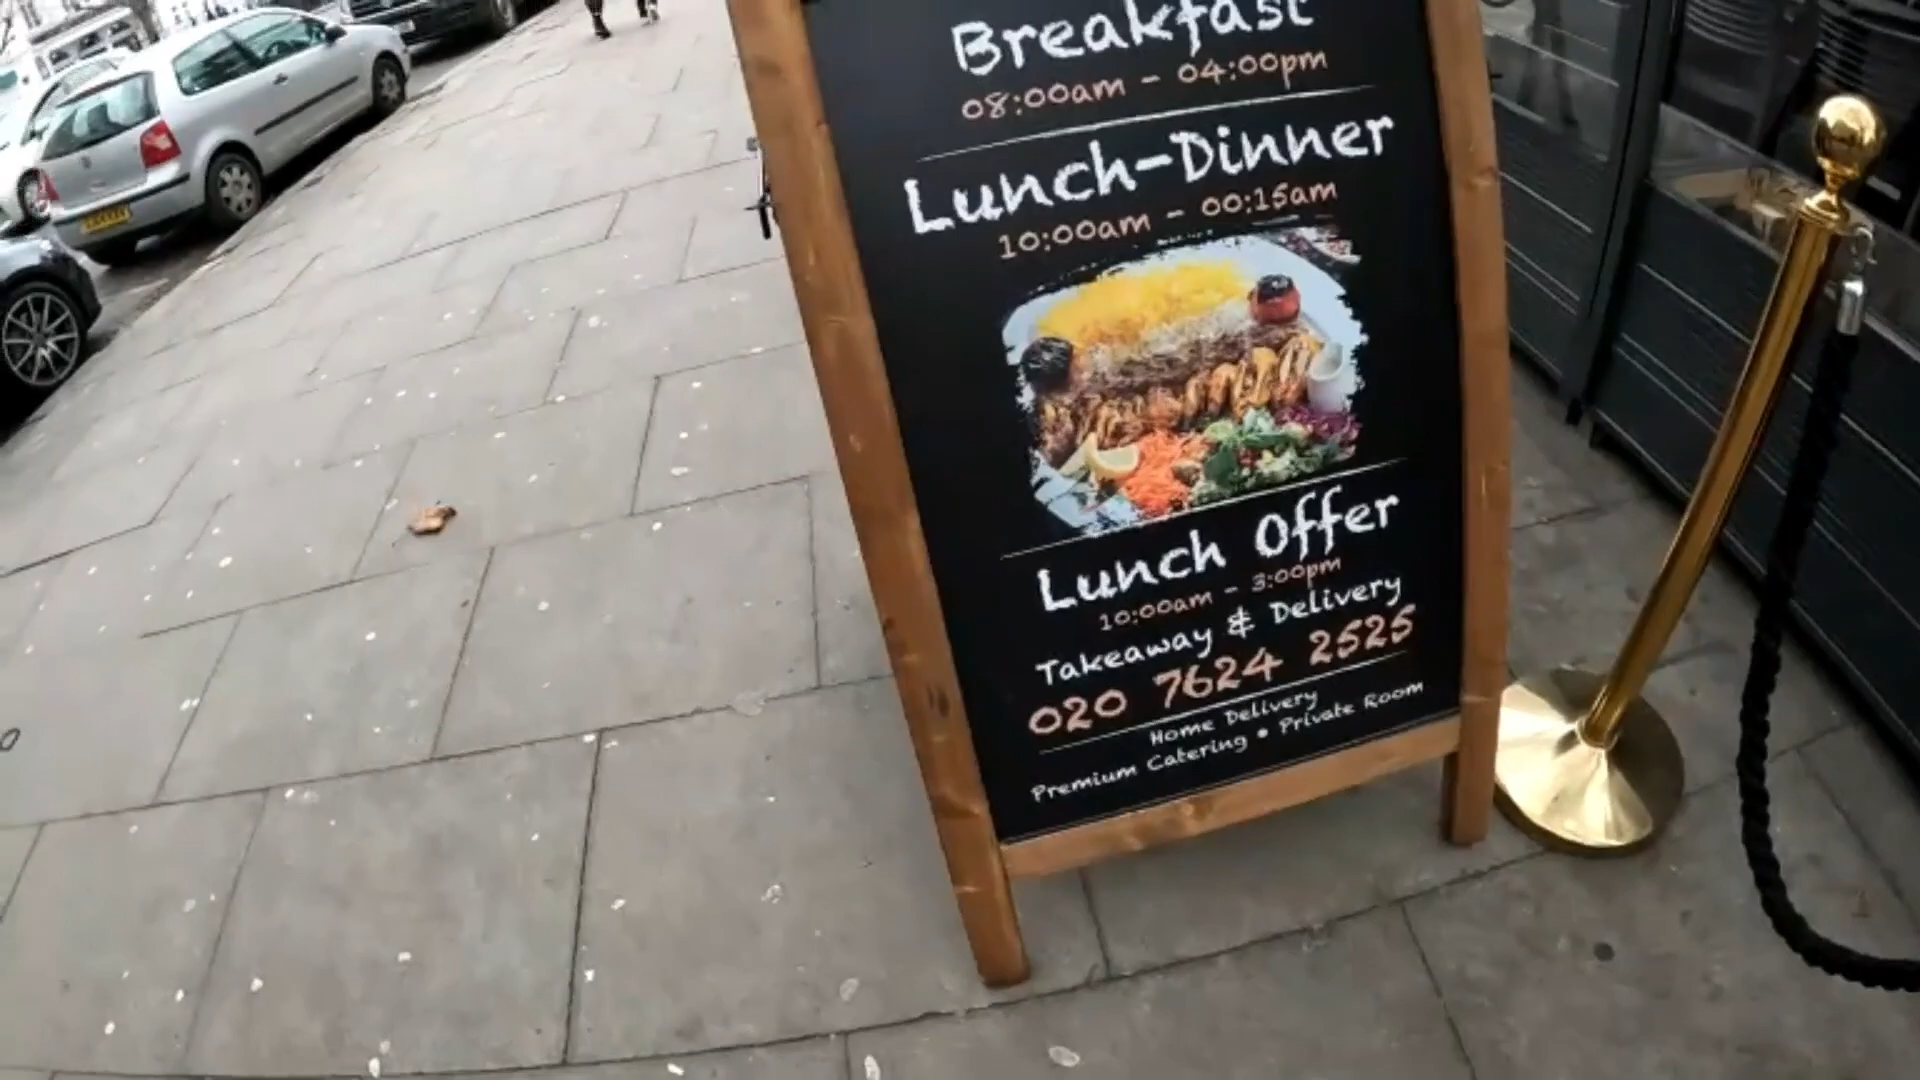 Breakfast
08:00am - 04:00pm
Lunch-Dinner
10:00am - 00:15am
Lunch Offer
10:00am - 3:00pm
Takeaway & Delivery
020 7624 2525
Home Delivery
Premium Catering • Private Room